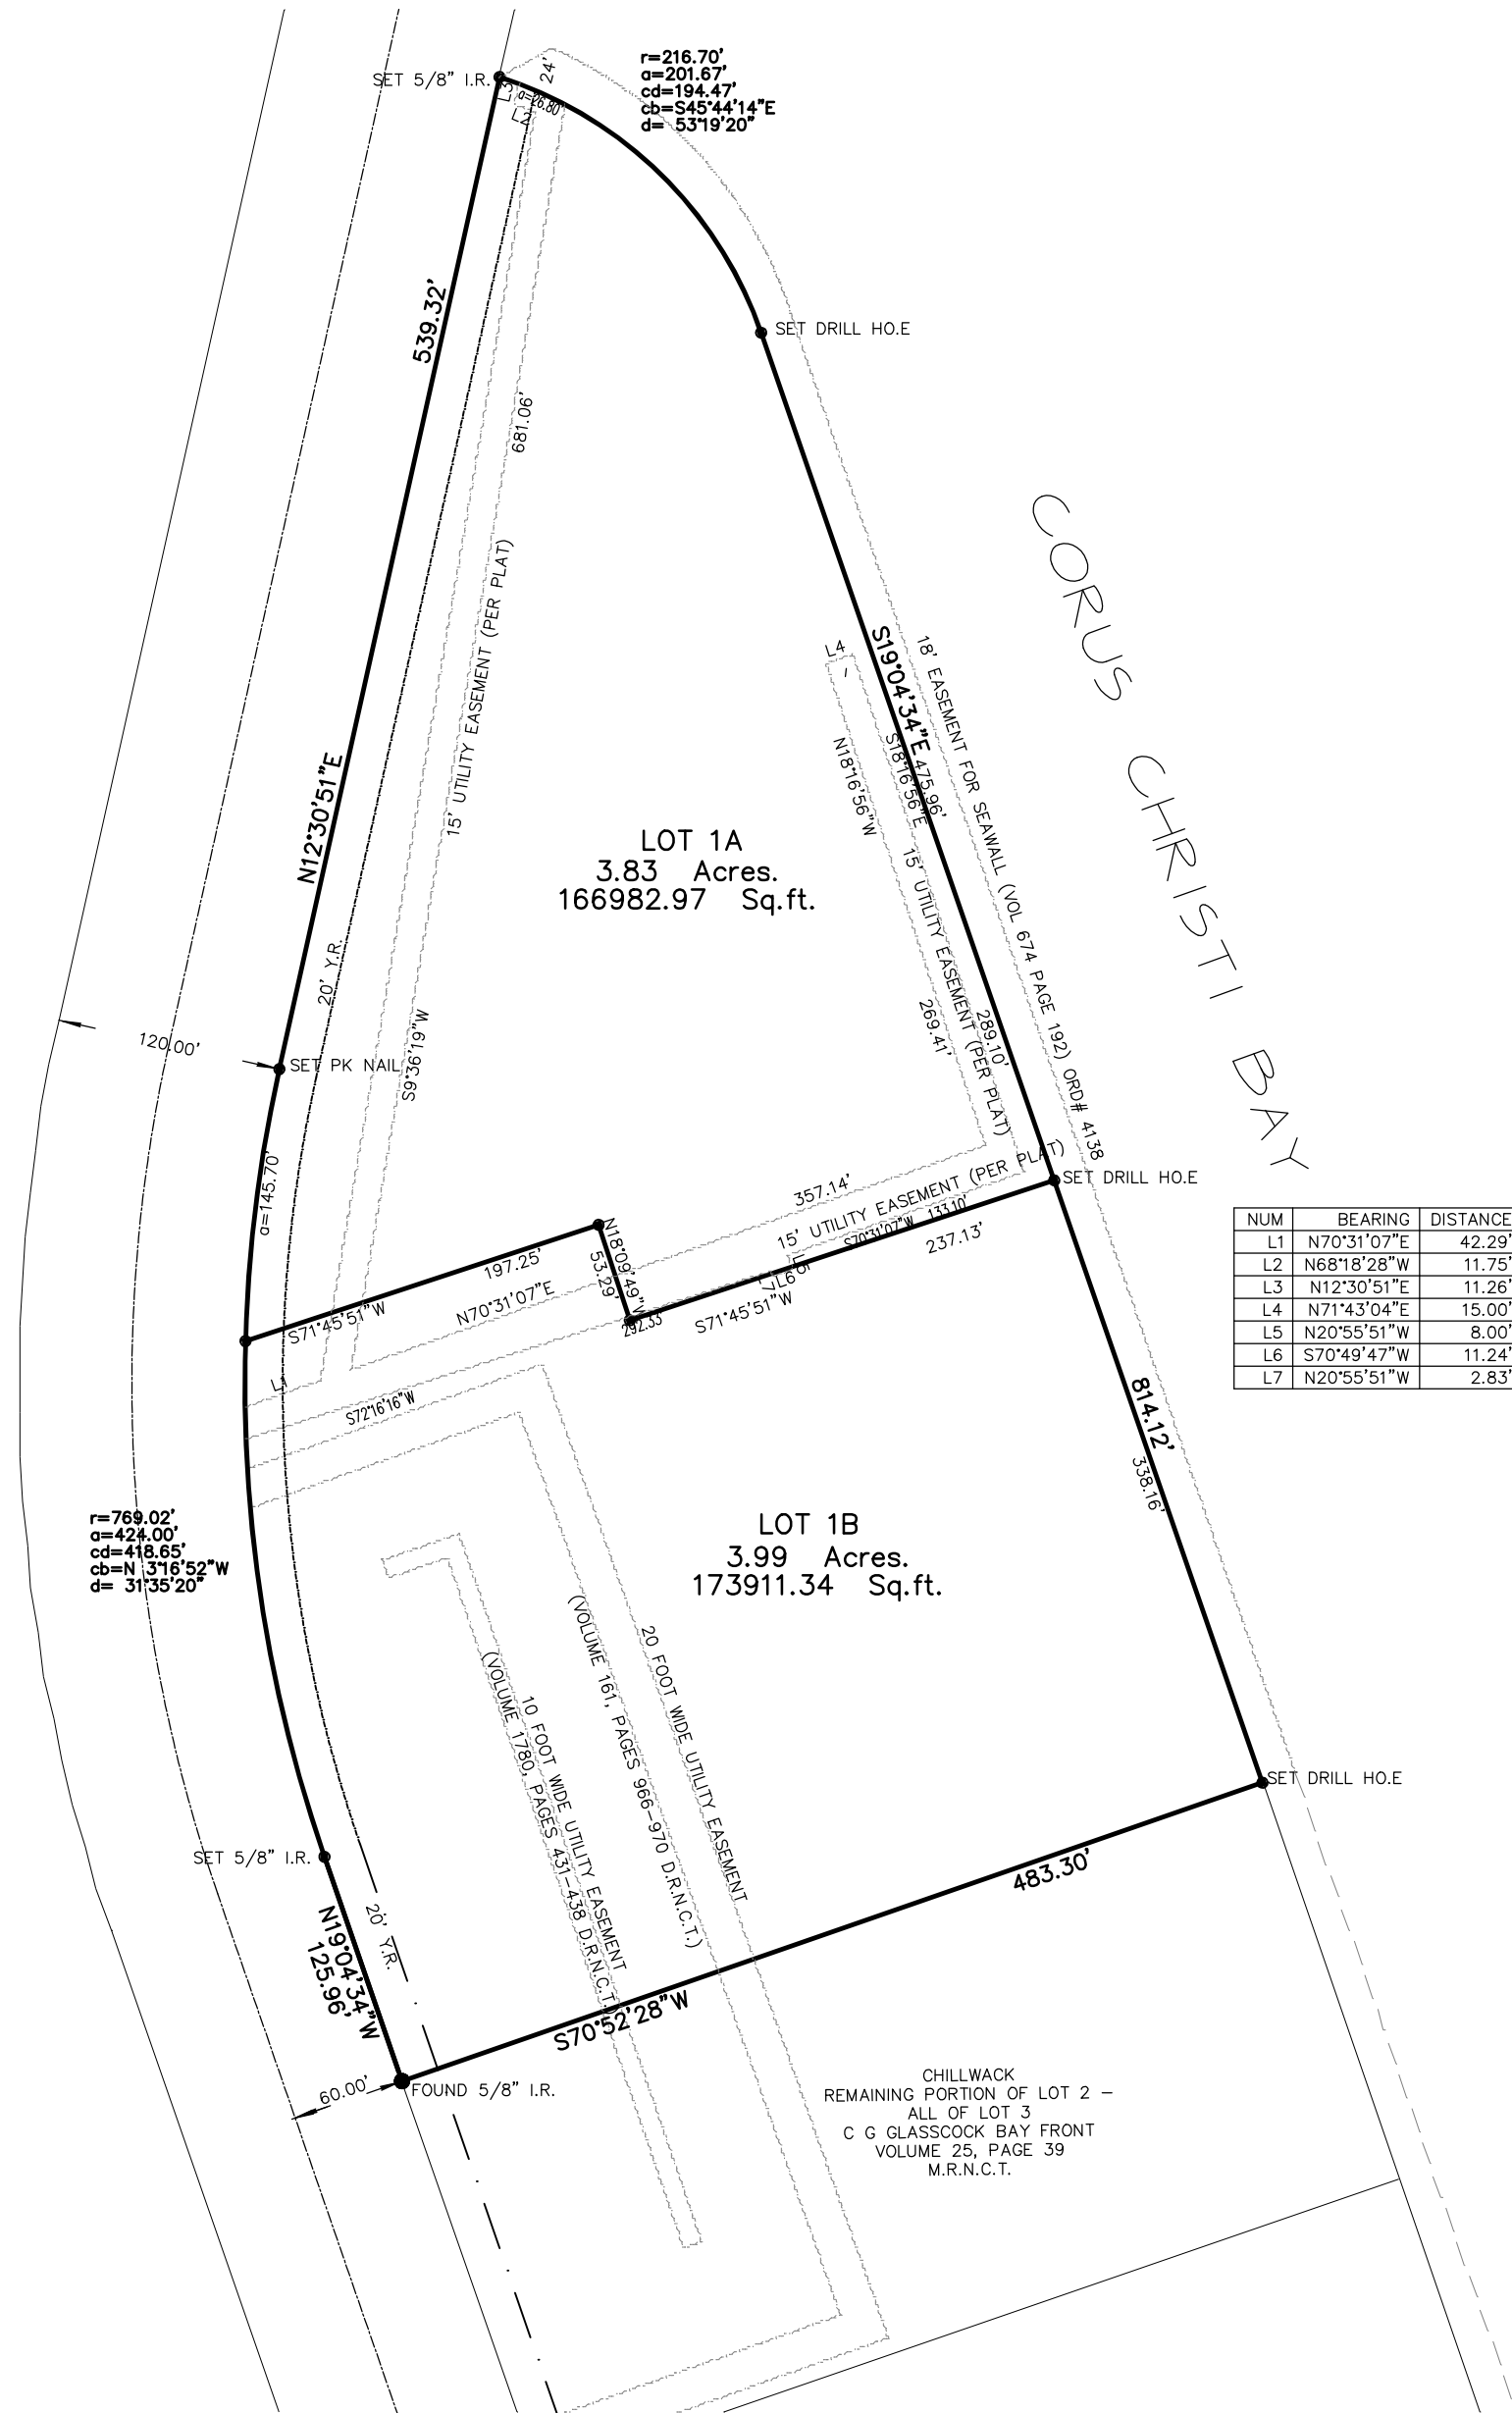 r=216.70'
a=201.67'
cd=194.47'
cb=S45°44'14"E
d= 53°19'20"
SET 5/8" I.R.
24'
L3
a=26.80'
L2
SET DRILL HO.E
539.32'
681.06'
N12°30'51"E
15' UTILITY EASEMENT (PER PLAT)
20' Y.R.
S9°36'19"W
CORUS CHRISTI BAY
L4
S19°04'34"E
475.96'
S18°16'56"E
N18°16'56"W
18' EASEMENT FOR SEAWALL (VOL 674 PAGE 192) ORD# 4138
15' UTILITY EASEMENT (PER PLAT)
269.41'
289.10'
LOT 1A
3.83 Acres.
166982.97 Sq.ft.
120.00'
SET PK NAIL
a=145.70'
SET DRILL HO.E
357.14'
15' UTILITY EASEMENT (PER PLAT)
S70°31'07"W 133.10'
237.13'
L5
L6
L7
S71°45'51"W
N18°09'49"W
53.29'
292.33
197.25'
S71°45'51"W
N70°31'07"E
L1
S72°16'16"W
NUM BEARING DISTANCE
L1 N70°31'07"E 42.29'
L2 N68°18'28"W 11.75'
L3 N12°30'51"E 11.26'
L4 N71°43'04"E 15.00'
L5 N20°55'51"W 8.00'
L6 S70°49'47"W 11.24'
L7 N20°55'51"W 2.83'
814.12'
338.16'
r=769.02'
a=424.00'
cd=418.65'
cb=N 3°16'52"W
d= 31°35'20"
LOT 1B
3.99 Acres.
173911.34 Sq.ft.
20 FOOT WIDE UTILITY EASEMENT
(VOLUME 161, PAGES 966-970 D.R.N.C.T.)
10 FOOT WIDE UTILITY EASEMENT
(VOLUME 1780, PAGES 431-438 D.R.N.C.T.)
SET DRILL HO.E
SET 5/8" I.R.
483.30'
S70°52'28"W
N19°04'34"W
125.96'
20' Y.R.
60.00'
FOUND 5/8" I.R.
CHILLWACK
REMAINING PORTION OF LOT 2 –
ALL OF LOT 3
C G GLASSCOCK BAY FRONT
VOLUME 25, PAGE 39
M.R.N.C.T.